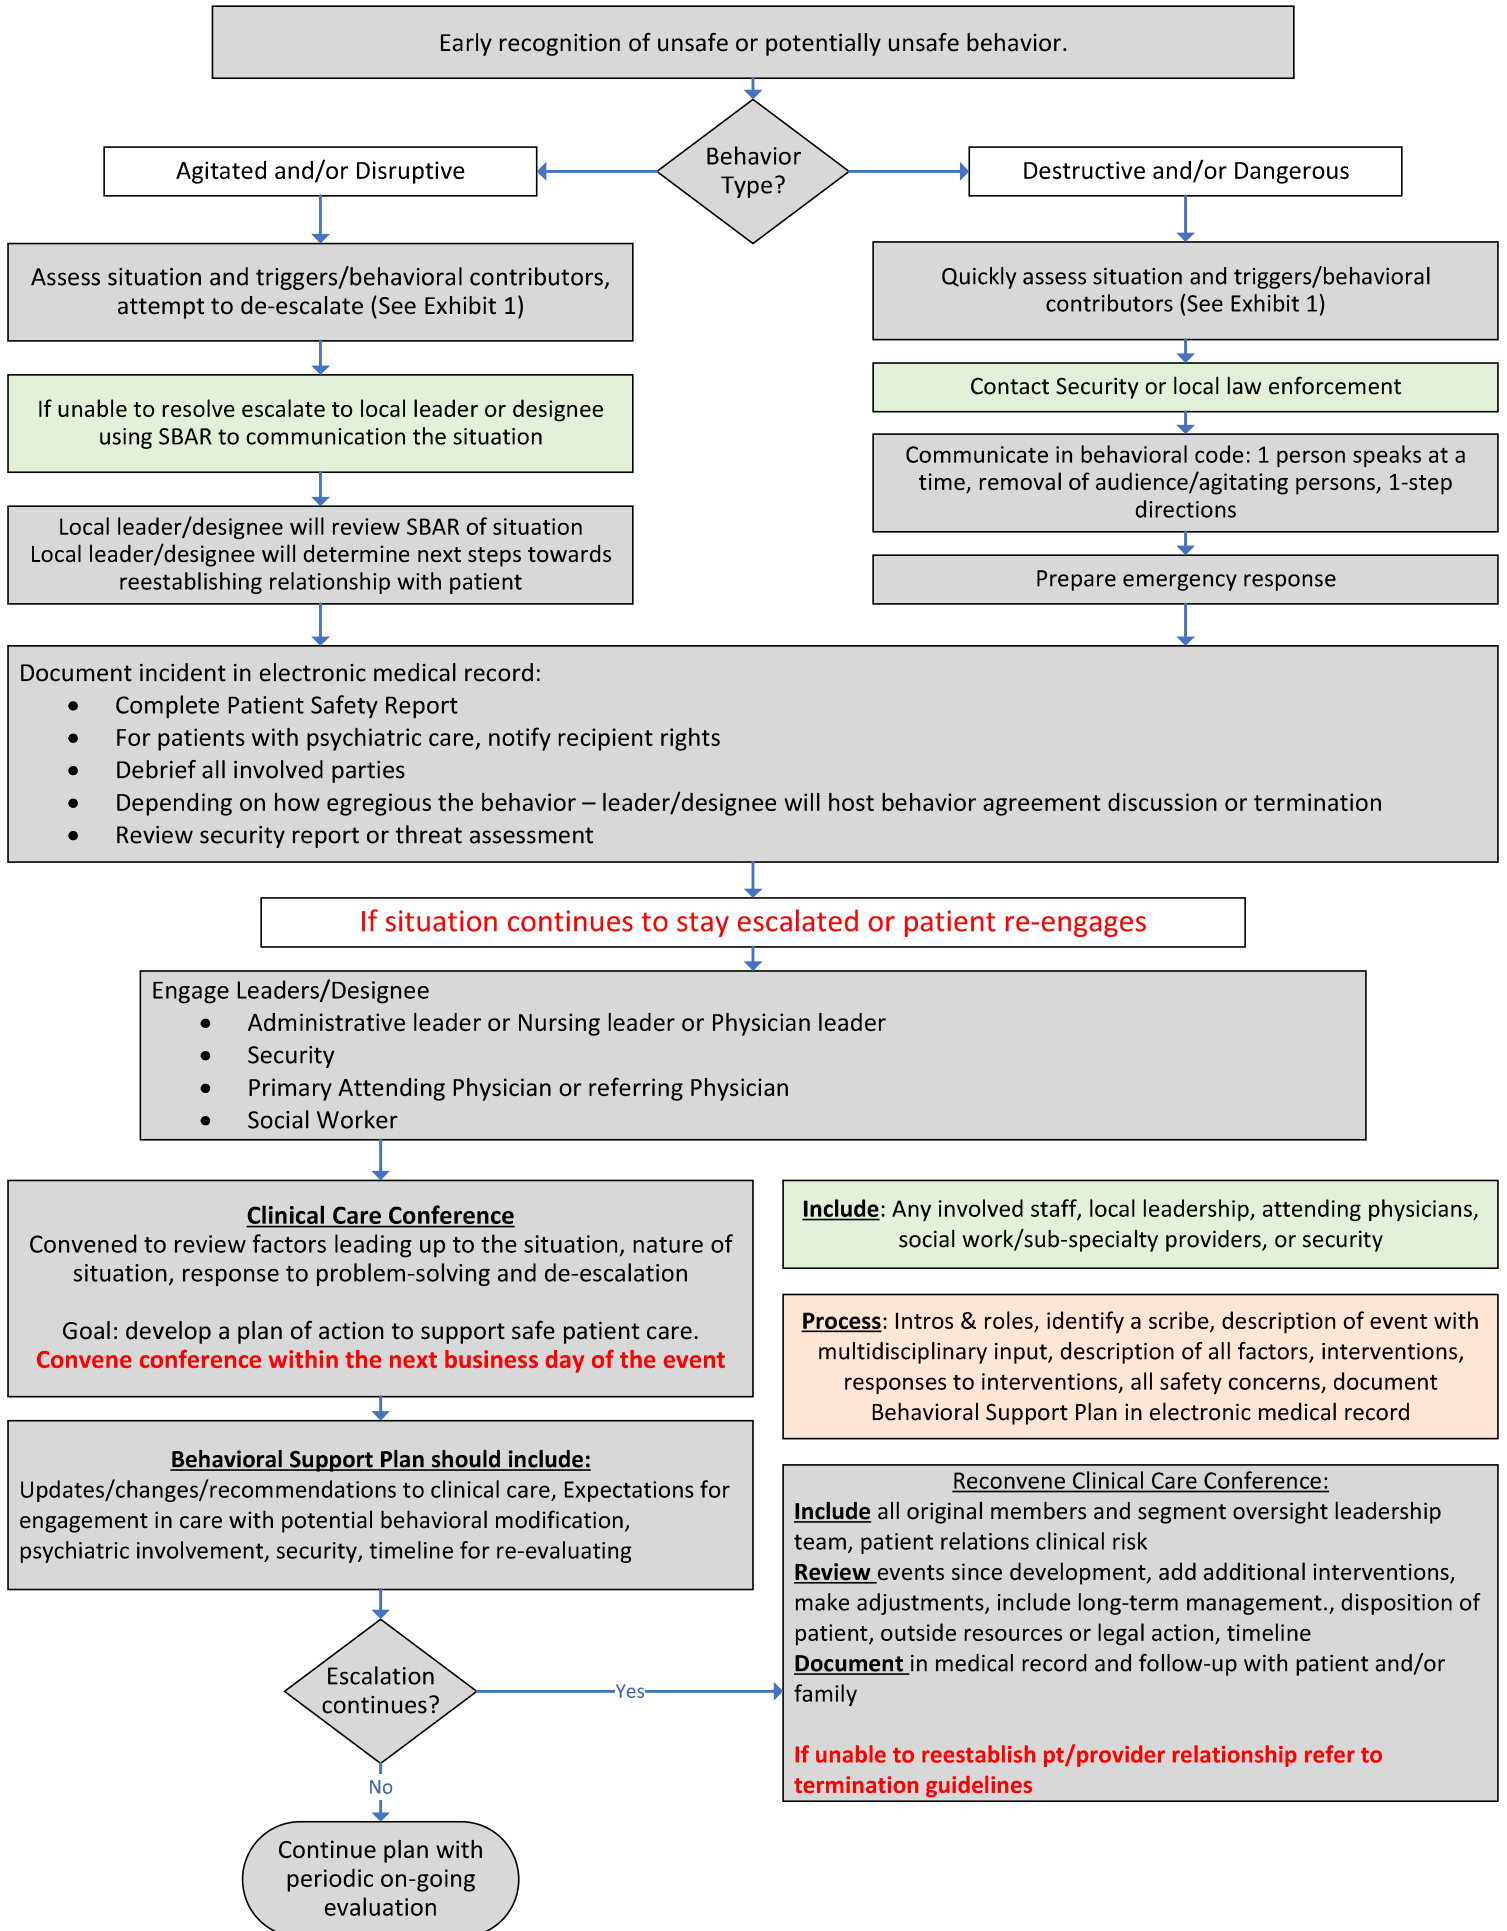 Early recognition of unsafe or potentially unsafe behavior.
Behavior
Type?
Agitated and/or Disruptive
Destructive and/or Dangerous
Assess situation and triggers/behavioral contributors,
attempt to de-escalate (See Exhibit 1)
If unable to resolve escalate to local leader or designee
using SBAR to communication the situation
Local leader/designee will review SBAR of situation
Local leader/designee will determine next steps towards
reestablishing relationship with patient
Quickly assess situation and triggers/behavioral
contributors (See Exhibit 1)
Contact Security or local law enforcement
Communicate in behavioral code: 1 person speaks at a
time, removal of audience/agitating persons, 1-step
directions
Prepare emergency response
Document incident in electronic medical record:
• Complete Patient Safety Report
• For patients with psychiatric care, notify recipient rights
• Debrief all involved parties
• Depending on how egregious the behavior – leader/designee will host behavior agreement discussion or termination
• Review security report or threat assessment
If situation continues to stay escalated or patient re-engages
Engage Leaders/Designee
• Administrative leader or Nursing leader or Physician leader
• Security
• Primary Attending Physician or referring Physician
• Social Worker
Clinical Care Conference
Convened to review factors leading up to the situation, nature of
situation, response to problem-solving and de-escalation
Goal: develop a plan of action to support safe patient care.
Convene conference within the next business day of the event
Include: Any involved staff, local leadership, attending physicians,
social work/sub-specialty providers, or security
Process: Intros & roles, identify a scribe, description of event with
multidisciplinary input, description of all factors, interventions,
responses to interventions, all safety concerns, document
Behavioral Support Plan in electronic medical record
Behavioral Support Plan should include:
Updates/changes/recommendations to clinical care, Expectations for
engagement in care with potential behavioral modification,
psychiatric involvement, security, timeline for re-evaluating
Escalation
continues?
Yes
Reconvene Clinical Care Conference:
Include all original members and segment oversight leadership
team, patient relations clinical risk
Review events since development, add additional interventions,
make adjustments, include long-term management., disposition of
patient, outside resources or legal action, timeline
Document in medical record and follow-up with patient and/or
family
If unable to reestablish pt/provider relationship refer to
termination guidelines
No
Continue plan with
periodic on-going
evaluation